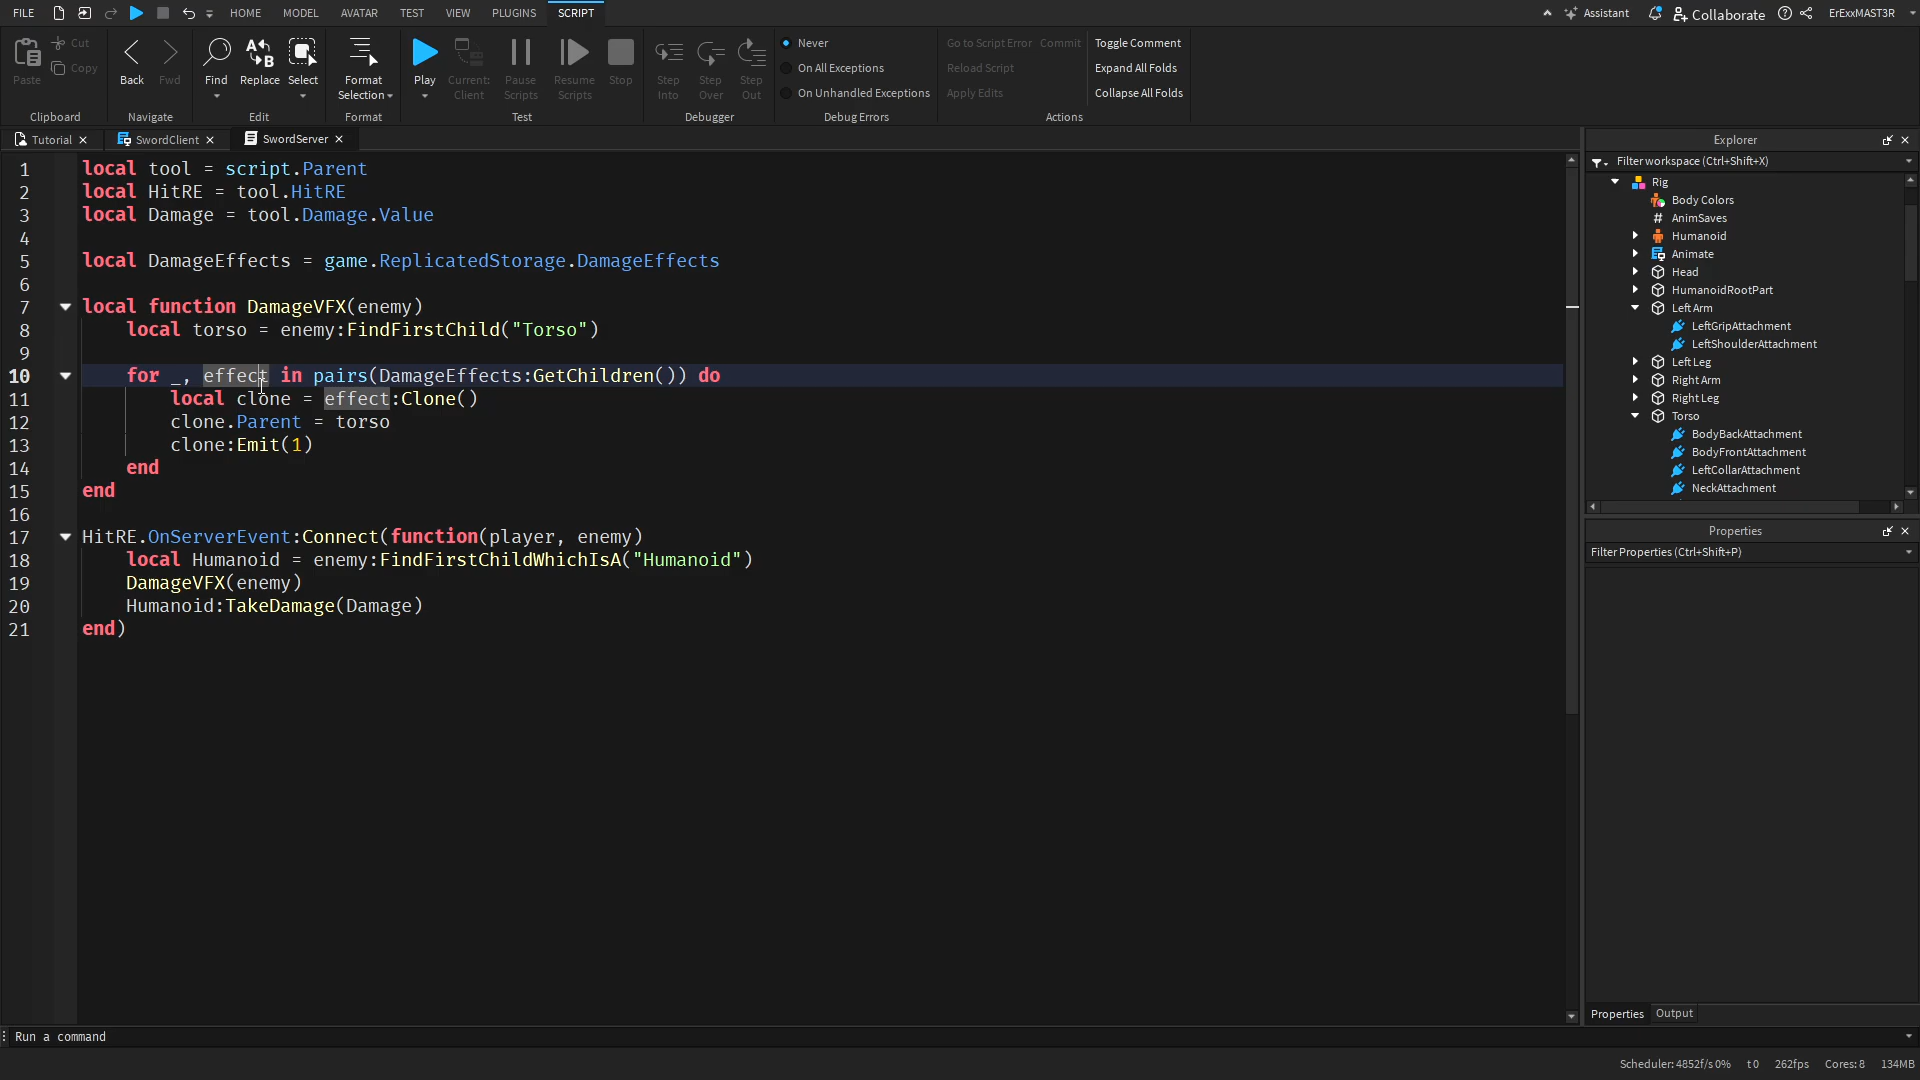 FILE HOME MODEL AVATAR TEST VIEW PLUGINS SCRIPT Assistant Collaborate ErExxMAST3R
Paste Cut Copy Back Fwd Find Replace Select Format Selection Play Current: Client Pause Scripts Resume Scripts Stop Step Into Step Over Step Out
Never
On All Exceptions
On Unhandled Exceptions
Go to Script Error Commit
Reload Script
Apply Edits
Toggle Comment
Expand All Folds
Collapse All Folds
Clipboard Navigate Edit Format Test Debugger Debug Errors Actions
Tutorial SwordClient SwordServer
1 local tool = script.Parent
2 local HitRE = tool.HitRE
3 local Damage = tool.Damage.Value
4
5 local DamageEffects = game.ReplicatedStorage.DamageEffects
6
7 local function DamageVFX(enemy)
8 local torso = enemy:FindFirstChild("Torso")
9
10 for _, effect in pairs(DamageEffects:GetChildren()) do
11 local clone = effect:Clone()
12 clone.Parent = torso
13 clone:Emit(1)
14 end
15 end
16
17 HitRE.OnServerEvent:Connect(function(player, enemy)
18 local Humanoid = enemy:FindFirstChildWhichIsA("Humanoid")
19 DamageVFX(enemy)
20 Humanoid:TakeDamage(Damage)
21 end)
Explorer
Filter workspace (Ctrl+Shift+X)
Rig
Body Colors
# AnimSaves
Humanoid
Animate
Head
HumanoidRootPart
Left Arm
LeftGripAttachment
LeftShoulderAttachment
Left Leg
Right Arm
Right Leg
Torso
BodyBackAttachment
BodyFrontAttachment
LeftCollarAttachment
NeckAttachment
Properties
Filter Properties (Ctrl+Shift+P)
Properties Output
Run a command
Scheduler: 4852f/s 0% t 0 262fps Cores: 8 134MB